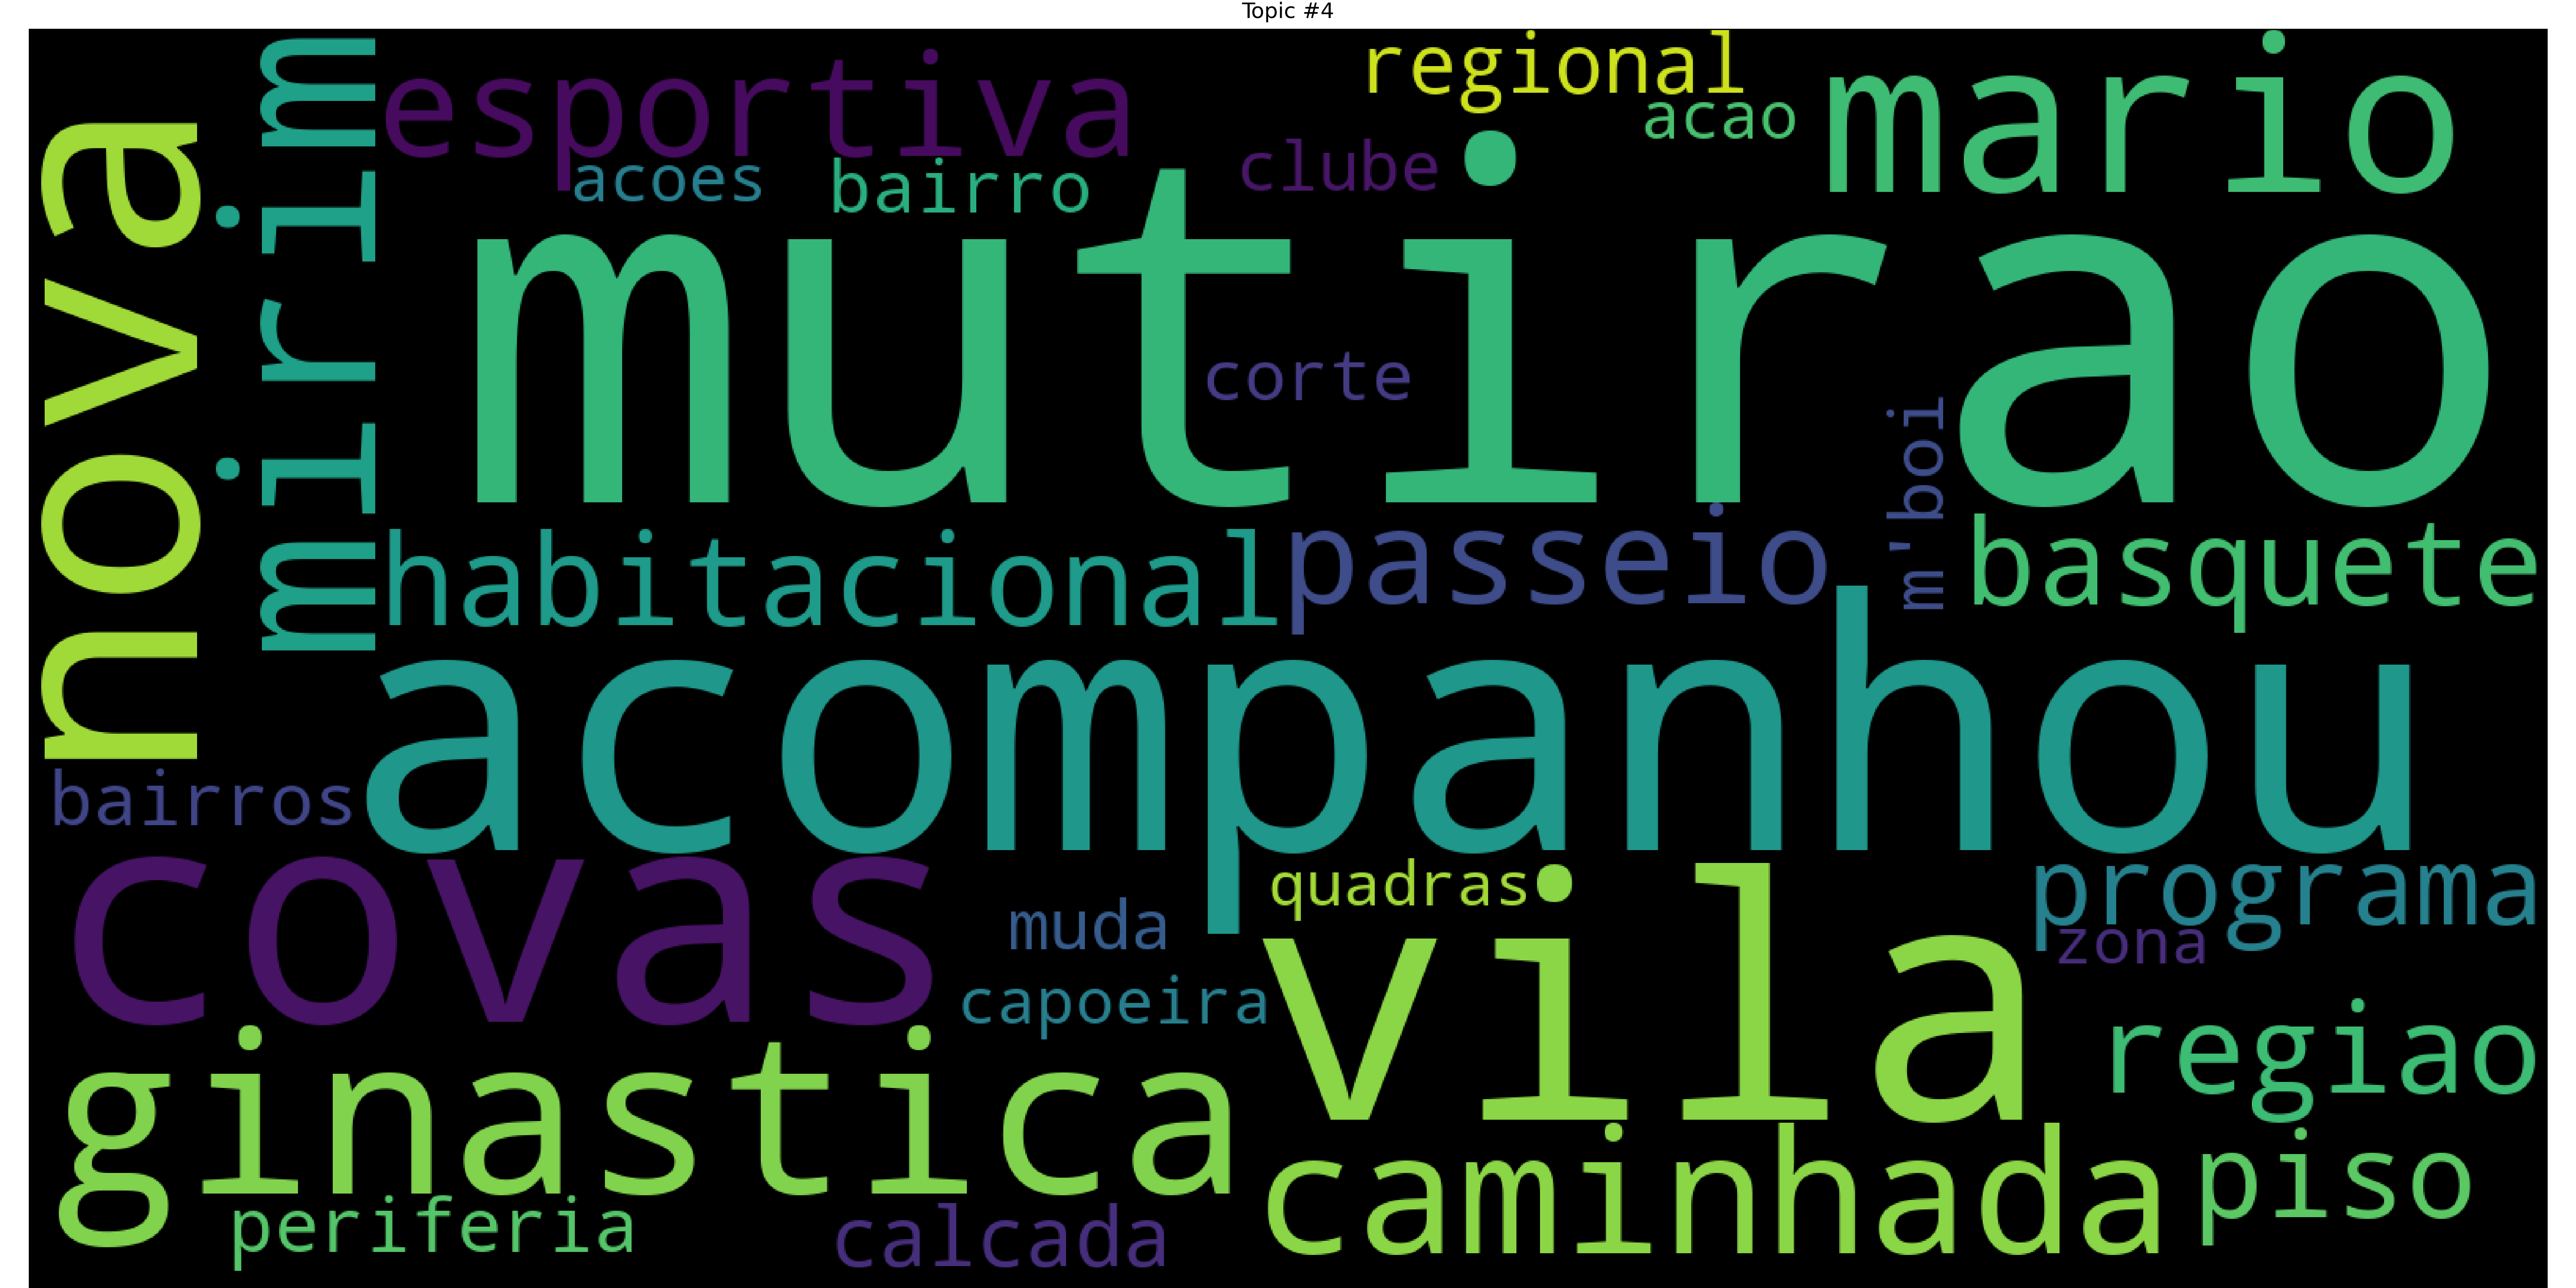 Topic #4
nova
mirim
esportiva
regional
mario
acao
acoes
bairro
clube
mutirao
corte
m'boi
habitacional
passeio
basquete
acompanhou
bairros
covas
quadras
programa
muda
zona
capoeira
vila
regiao
ginastica
caminhada
piso
periferia
calcada